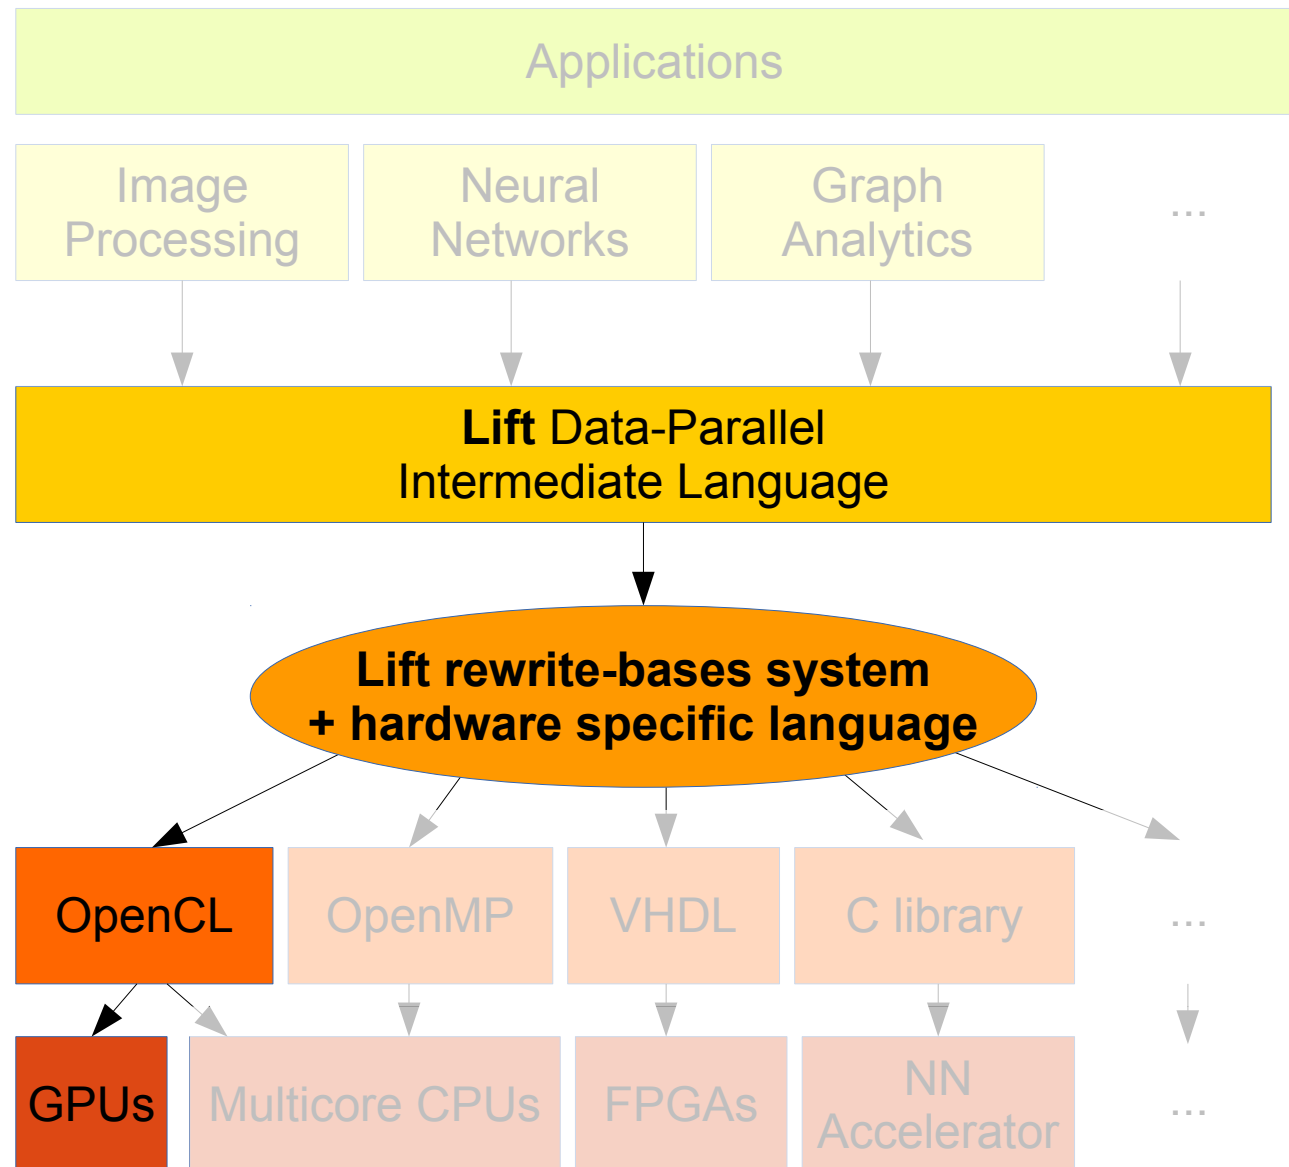 Applications
Image
Processing
Neural
Networks
Graph
Analytics
...
Lift Data-Parallel
Intermediate Language
Lift rewrite-bases system
+ hardware specific language
OpenCL
OpenMP
VHDL
C library
...
GPUs
Multicore CPUs
FPGAs
NN
Accelerator
...